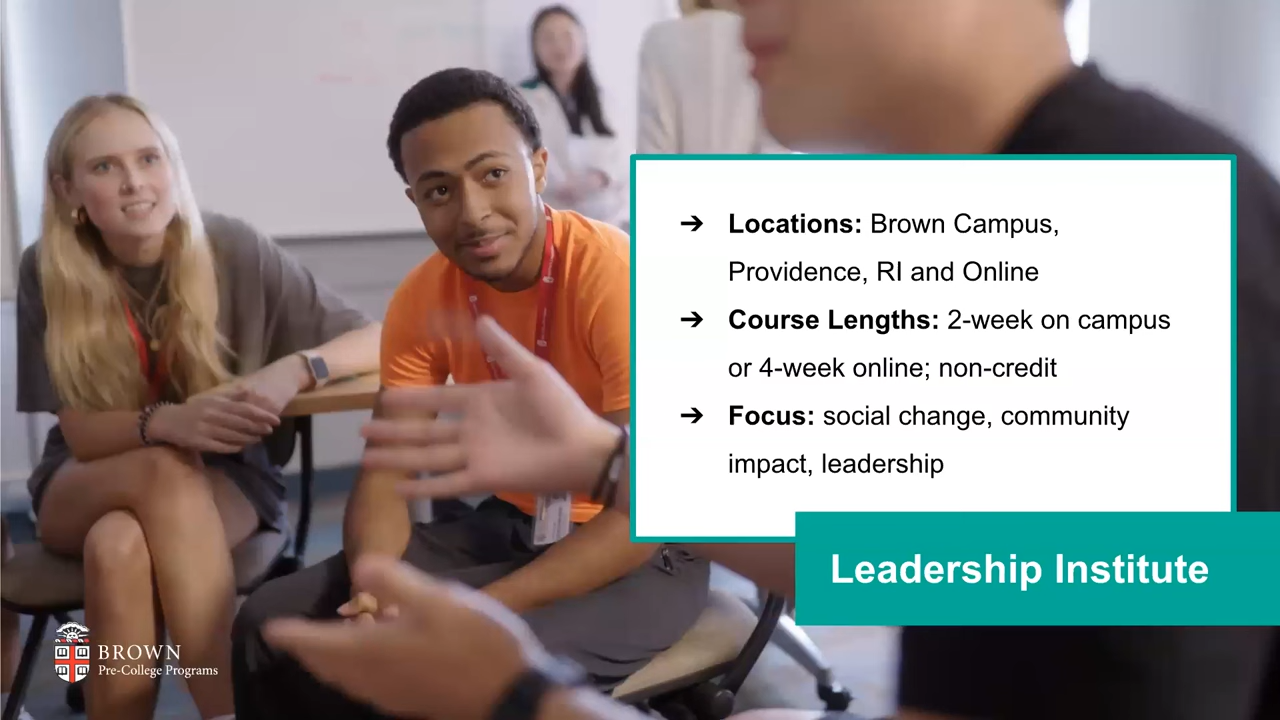 ➔ Locations: Brown Campus,
Providence, RI and Online
➔ Course Lengths: 2-week on campus
or 4-week online; non-credit
➔ Focus: social change, community
impact, leadership
Leadership Institute
BROWN
Pre-College Programs